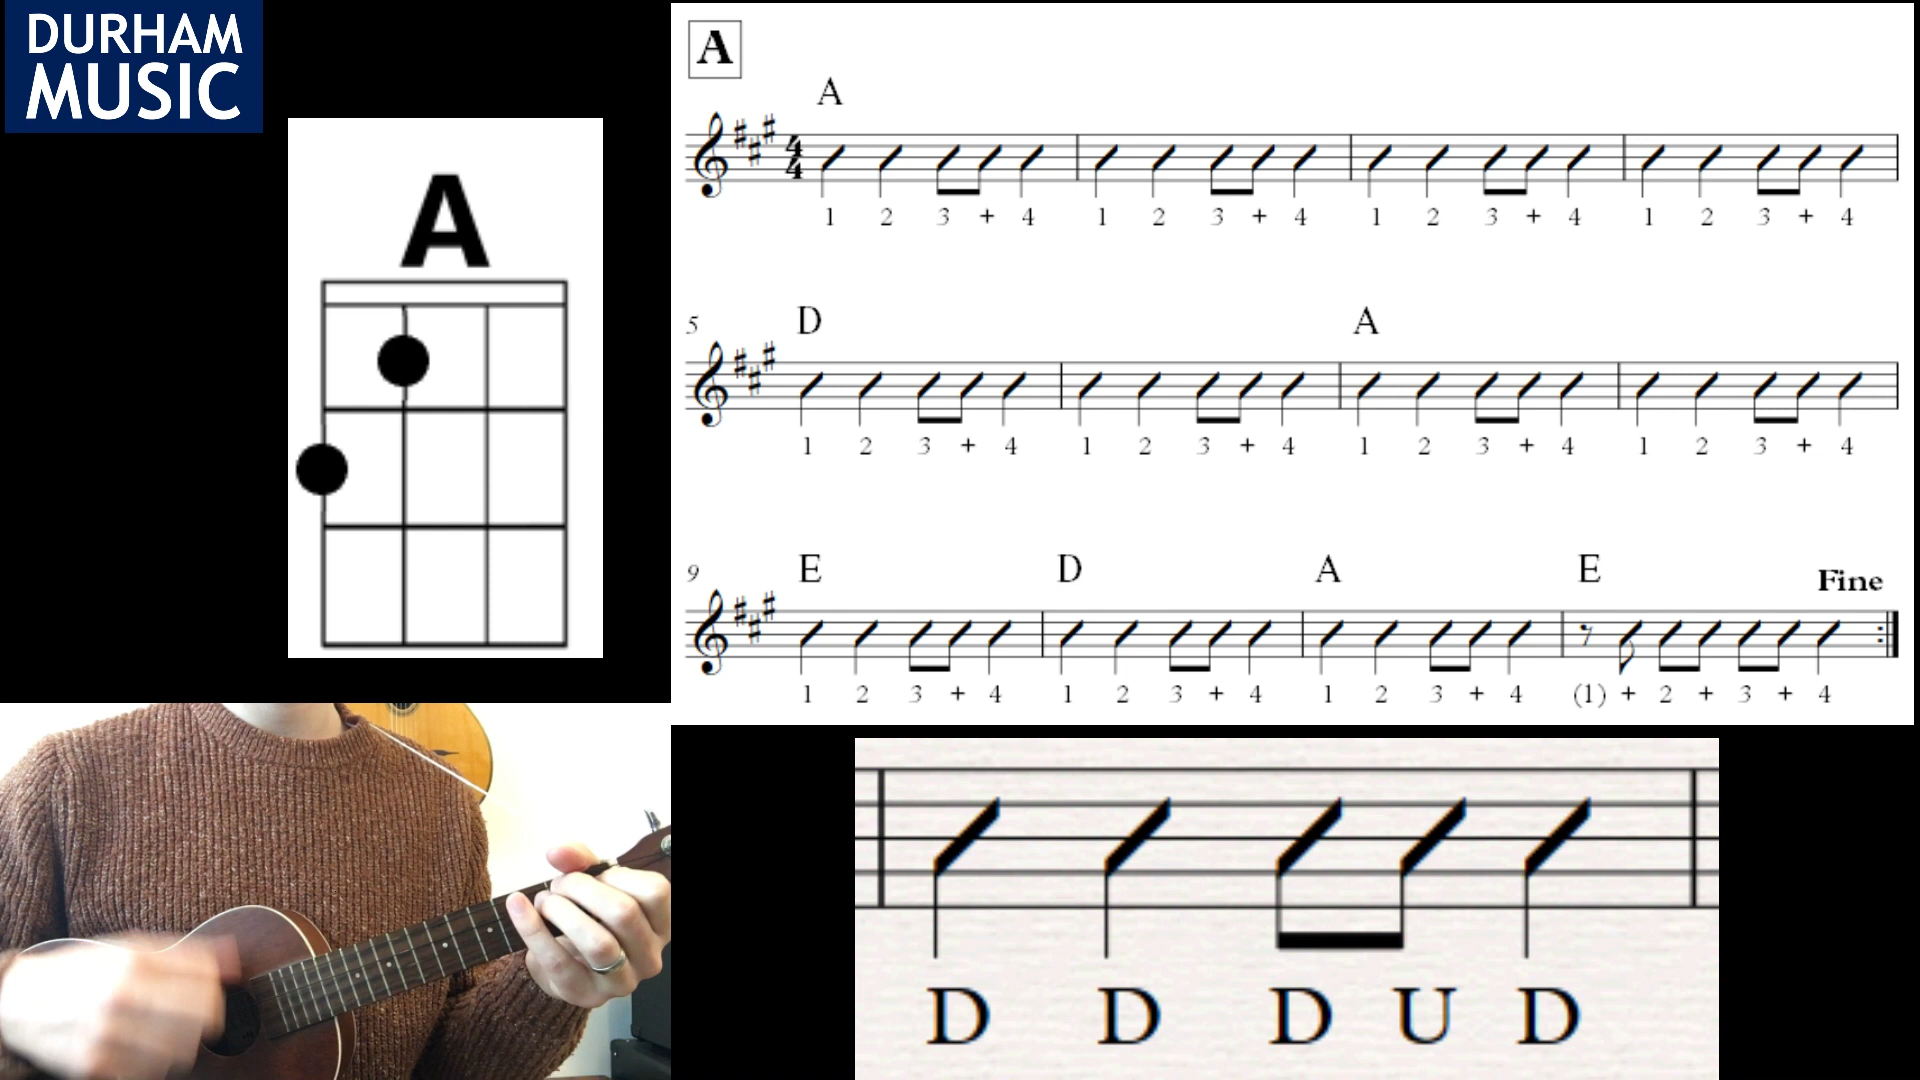 DURHAM
MUSIC
A
A
A
4
4
1 2 3 + 4 1 2 3 + 4 1 2 3 + 4 1 2 3 + 4
5 D A
1 2 3 + 4 1 2 3 + 4 1 2 3 + 4 1 2 3 + 4
9 E D A E Fine
1 2 3 + 4 1 2 3 + 4 1 2 3 + 4 (1) + 2 + 3 + 4
D D D U D